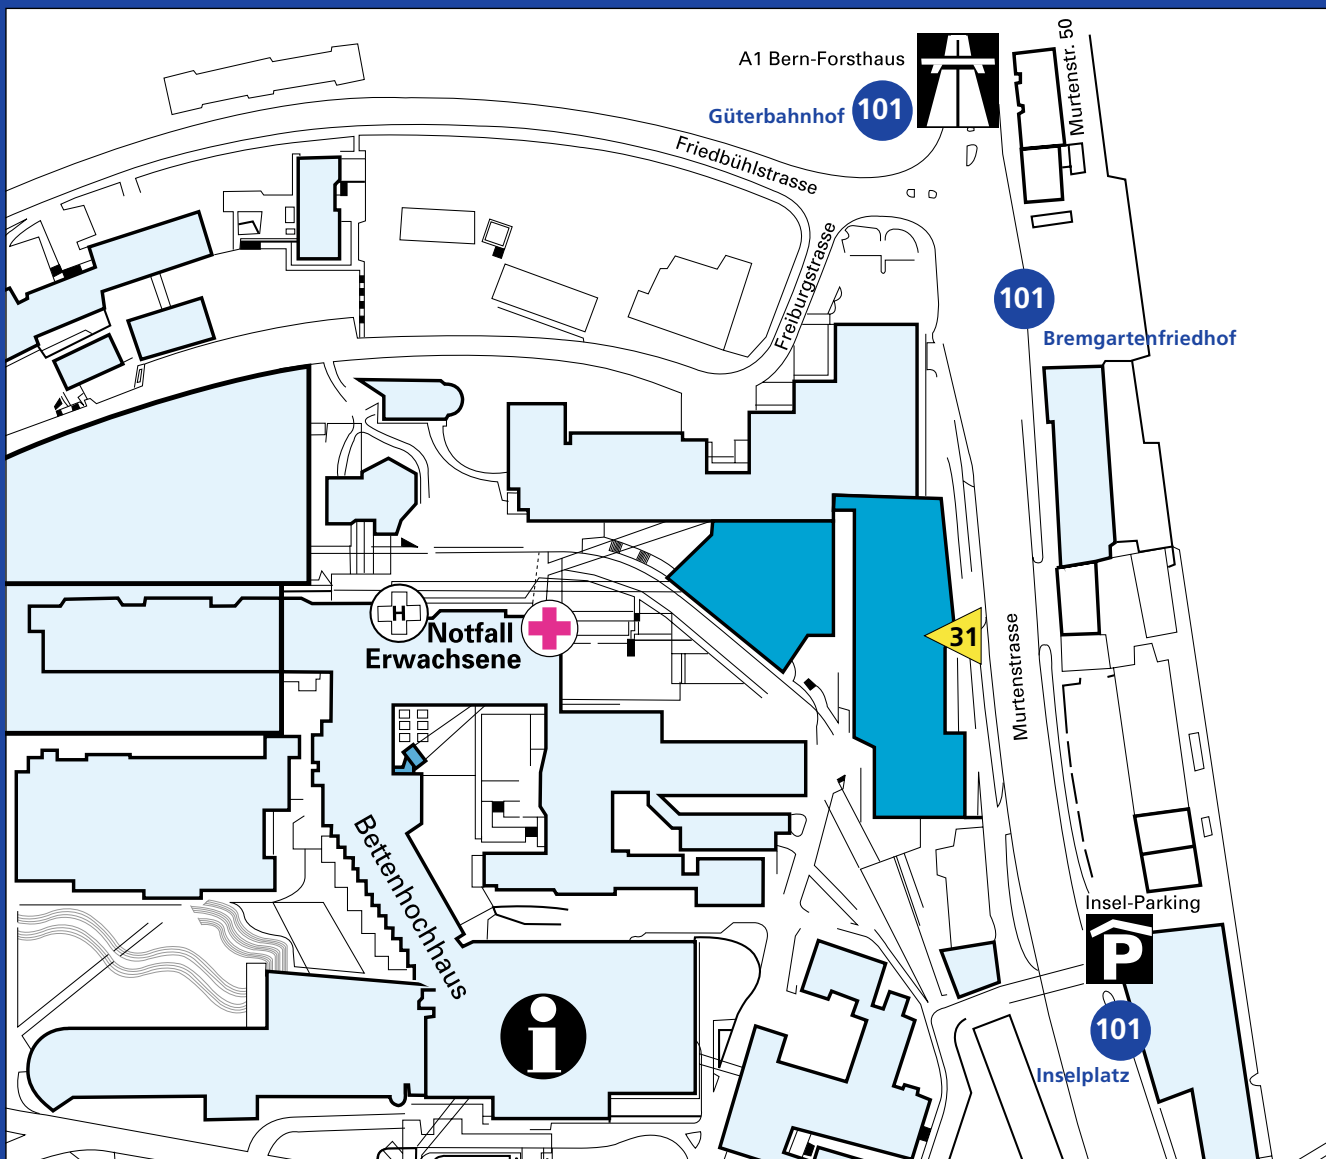 Murtenstr. 50
A1 Bern-Forsthaus
Güterbahnhof 101
Friedbühlstrasse
Freiburgstrasse
101
Bremgartenfriedhof
H
Notfall
Erwachsene
31
Murtenstrasse
Bettenhochhaus
Insel-Parking
P
i
101
Inselplatz